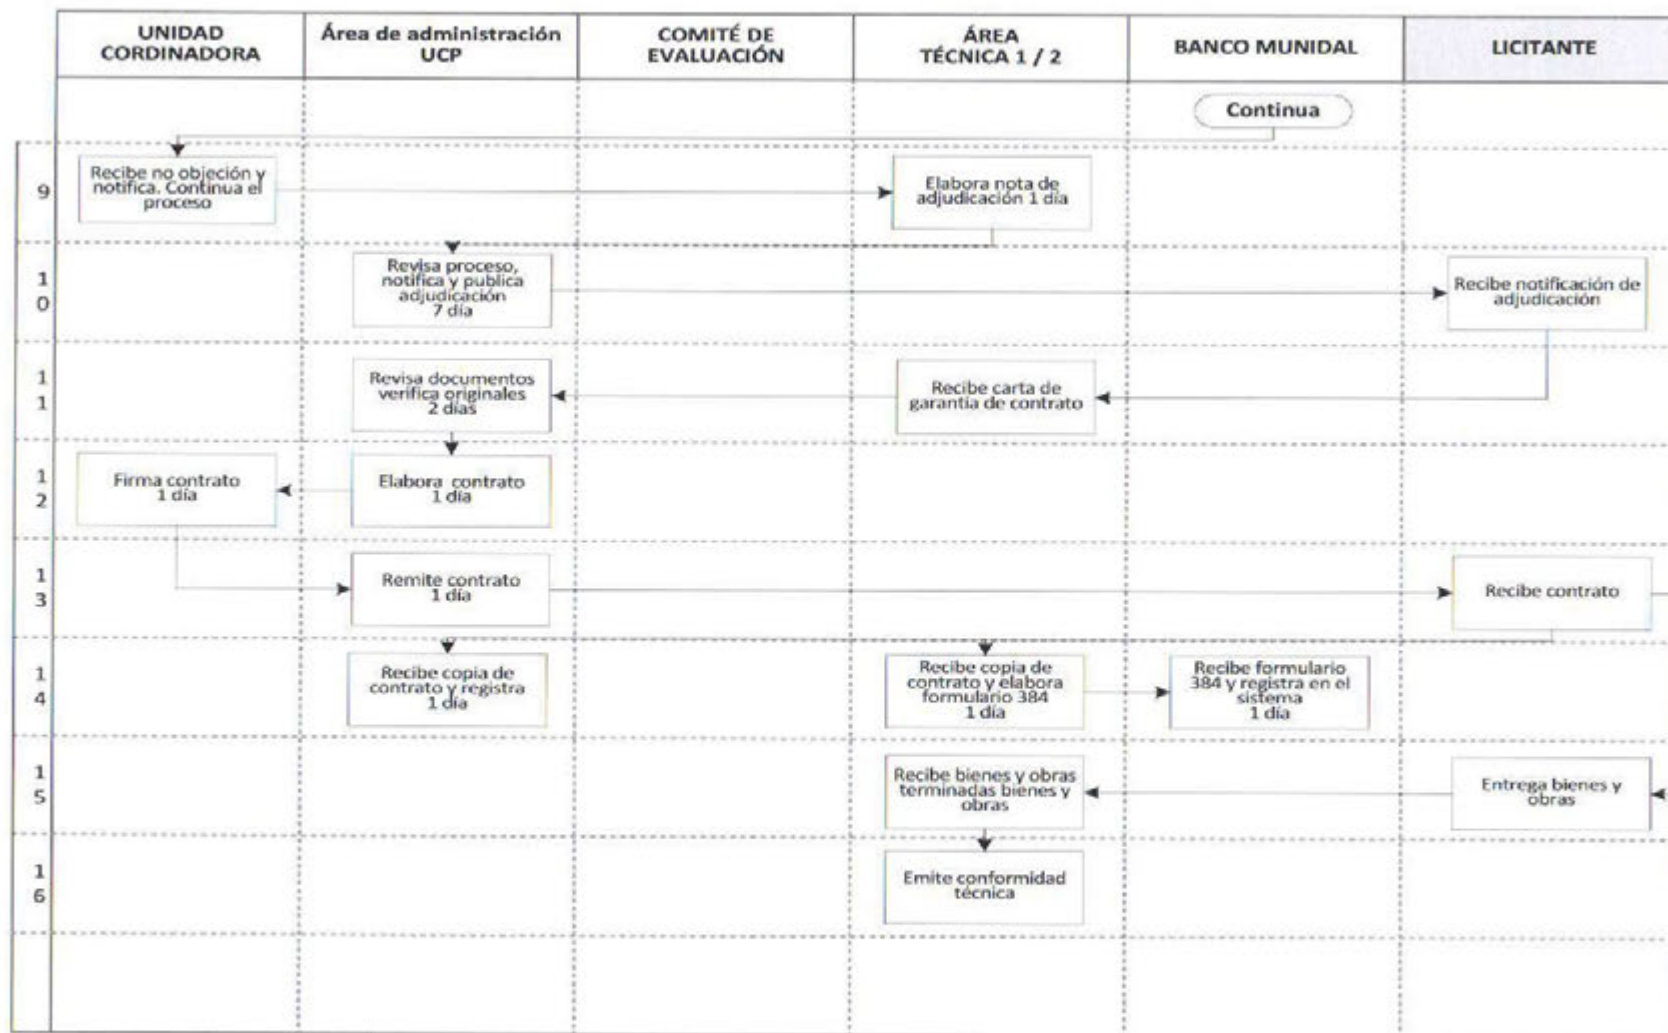 UNIDAD
CORDINADORA
Área de administración
UCP
COMITÉ DE
EVALUACIÓN
ÁREA
TÉCNICA 1 / 2
BANCO MUNIDAL
LICITANTE
Continua
9
Recibe no objeción y
notifica. Continua el
proceso
Elabora nota de
adjudicación 1 día
1
0
Revisa proceso,
notifica y publica
adjudicación
7 día
Recibe notificación de
adjudicación
1
1
Revisa documentos
verifica originales
2 días
Recibe carta de
garantía de contrato
1
2
Firma contrato
1 día
Elabora contrato
1 día
1
3
Remite contrato
1 día
Recibe contrato
1
4
Recibe copia de
contrato y registra
1 día
Recibe copia de
contrato y elabora
formulario 384
1 día
Recibe formulario
384 y registra en el
sistema
1 día
1
5
Recibe bienes y obras
terminadas bienes y
obras
Entrega bienes y
obras
1
6
Emite conformidad
técnica